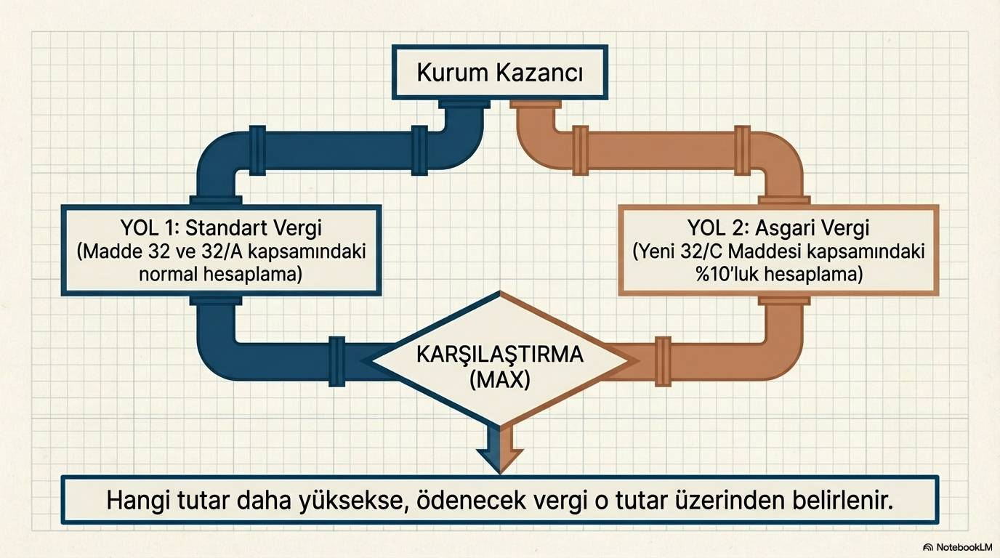 Kurum Kazancı
YOL 1: Standart Vergi
(Madde 32 ve 32/A kapsamındaki
normal hesaplama)
YOL 2: Asgari Vergi
(Yeni 32/C Maddesi kapsamındaki
%10'luk hesaplama)
KARŞILAŞTIRMA
(MAX)
Hangi tutar daha yüksekse, ödenecek vergi o tutar üzerinden belirlenir.
NotebookLM